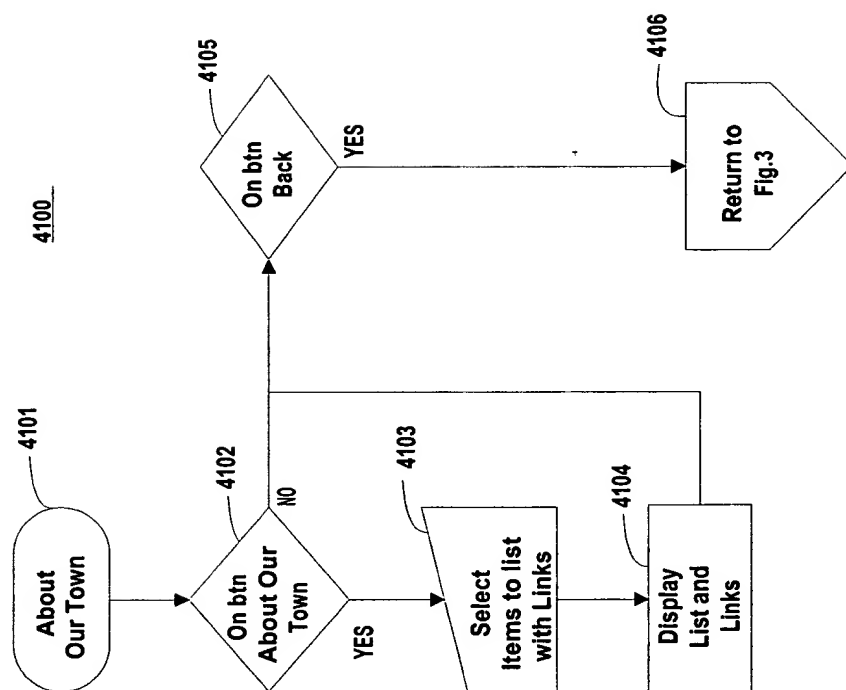 4100
About
Our Town
4101
On btn
About Our
Town
4102
NO
YES
Select
Items to list
with Links
4103
Display
List and
Links
4104
On btn
Back
4105
YES
Return to
Fig.3
4106